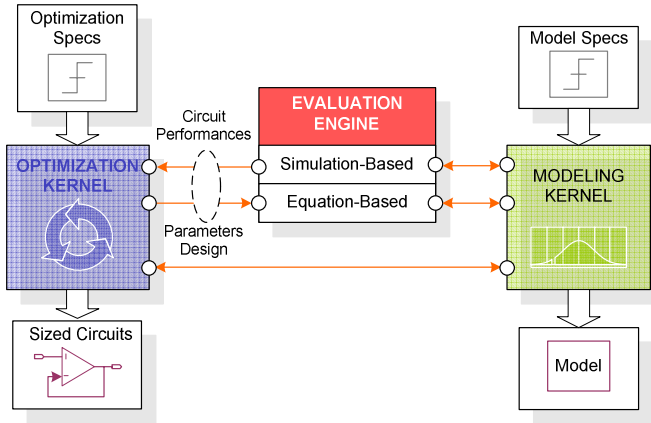 Optimization
Specs
Model Specs
Circuit
Performances
EVALUATION
ENGINE
Simulation-Based
Equation-Based
OPTIMIZATION
KERNEL
MODELING
KERNEL
Parameters
Design
Sized Circuits
Model